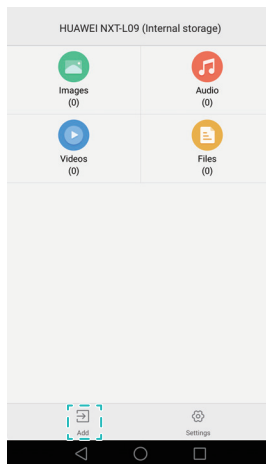 HUAWEI NXT-L09 (Internal storage)
Images
(0)
Audio
(0)
Videos
(0)
Files
(0)
Add
Settings